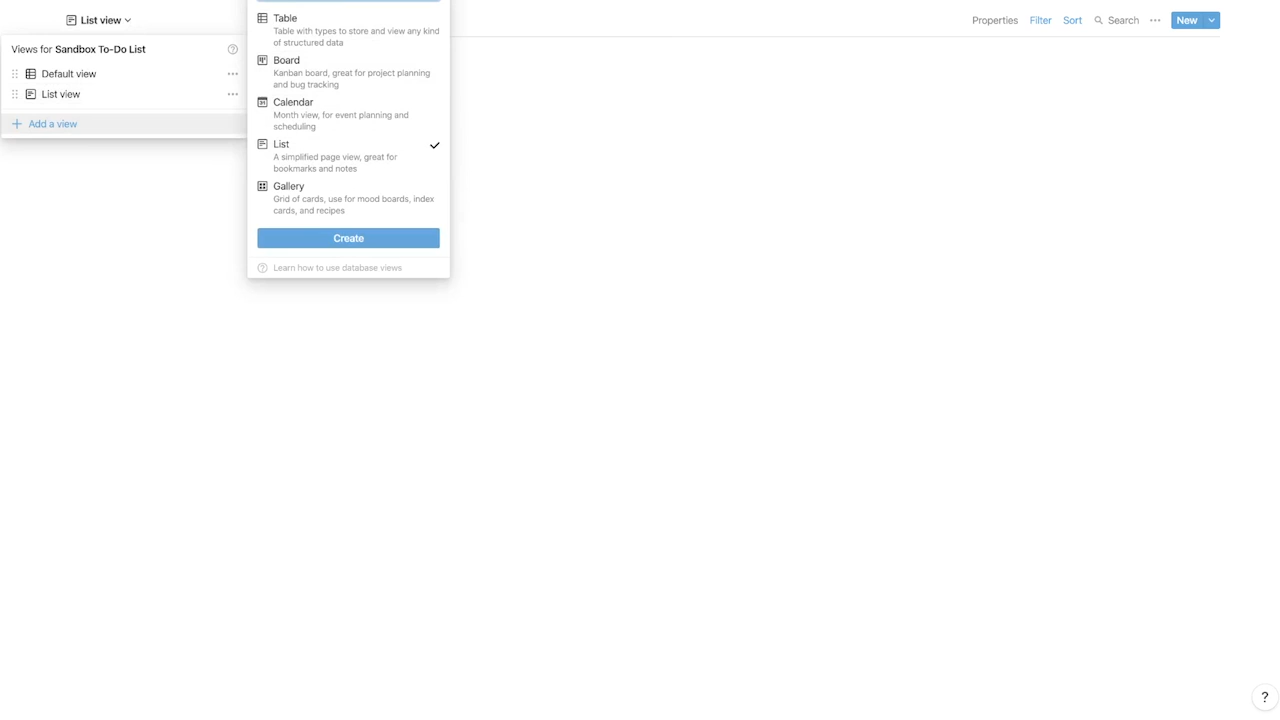 List view
Properties
Filter
Sort
Search
New
Views for Sandbox To-Do List
Default view
List view
Add a view
Table
Table with types to store and view any kind
of structured data
Board
Kanban board, great for project planning
and bug tracking
Calendar
Month view, for event planning and
scheduling
List
A simplified page view, great for
bookmarks and notes
Gallery
Grid of cards, use for mood boards, index
cards, and recipes
Create
Learn how to use database views
?